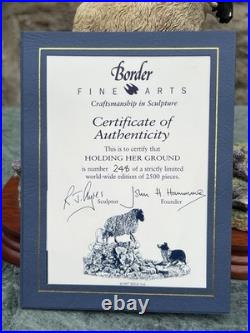 Border
FINE ARTS
Craftsmanship in Sculpture
Certificate of
Authenticity
This is to certify that
HOLDING HER GROUND
is number 248 of a strictly limited
world-wide edition of 2500 pieces.
Sculptor
Founder